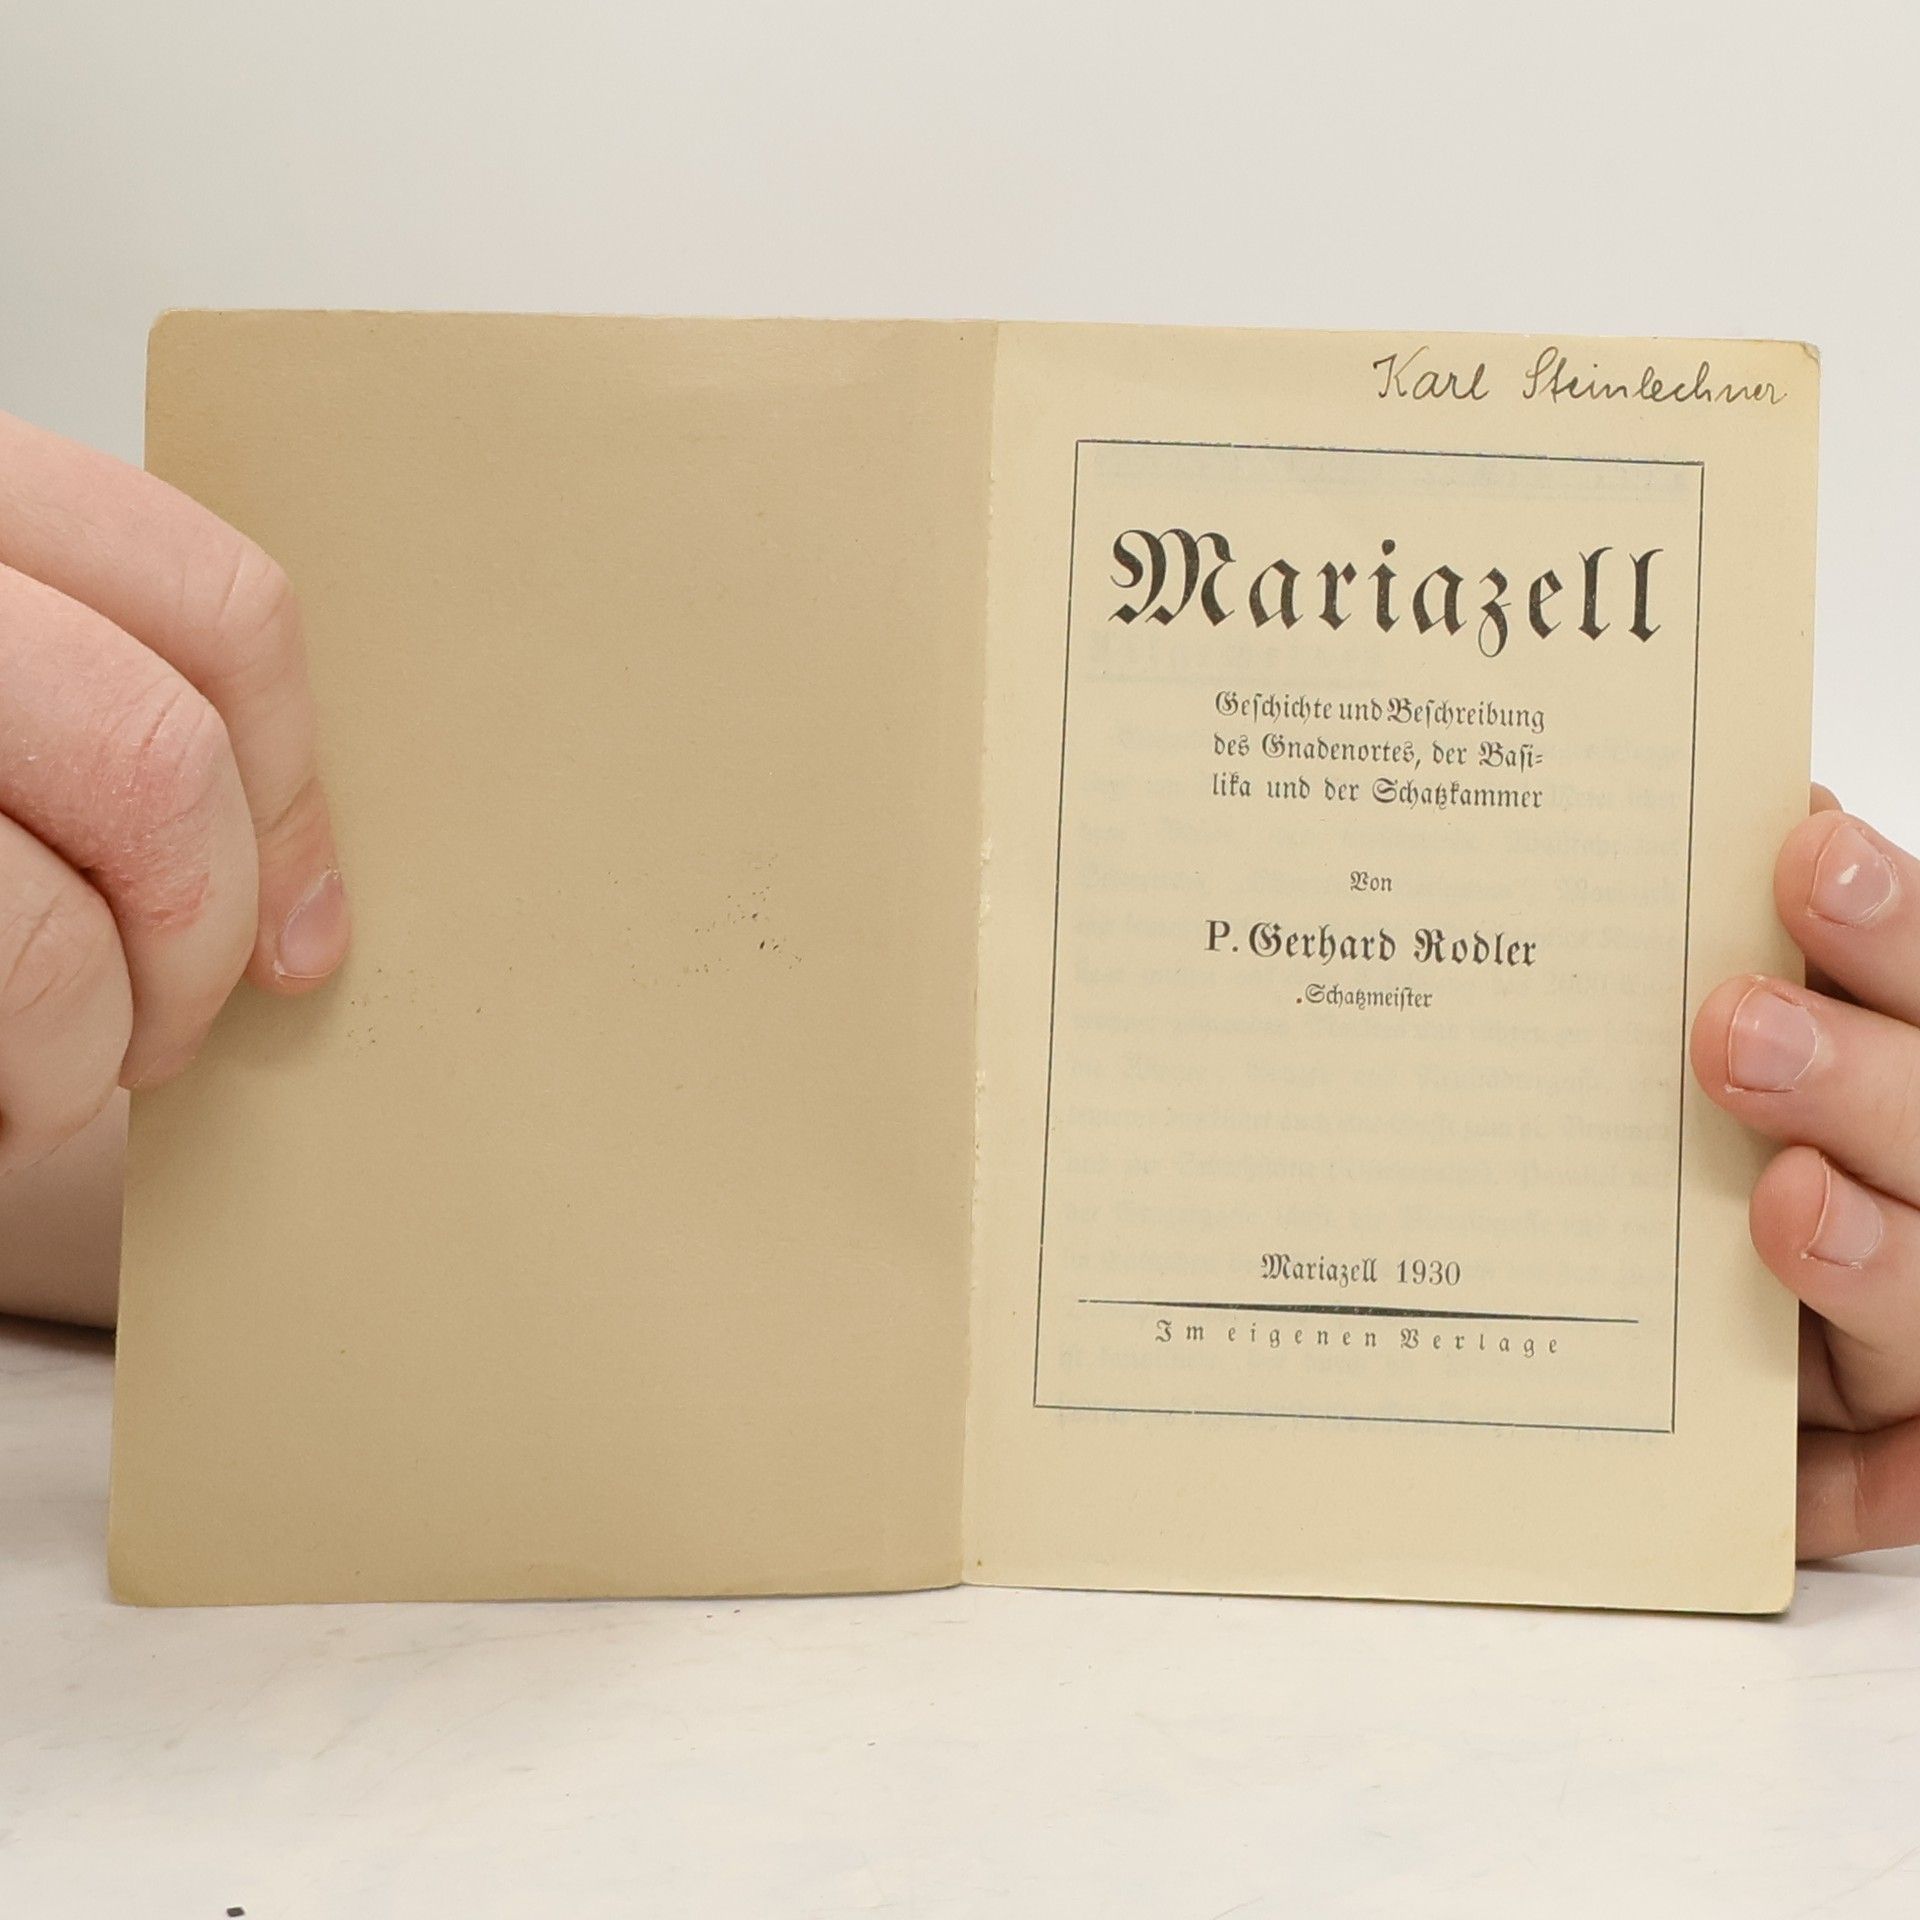 Karl Steinlechner
Mariazell
Geſchichte und Beſchreibung
des Gnadenortes, der Baſi⸗
lika und der Schatzkammer
Von
P. Gerhard Rodler
Schatzmeiſter
Mariazell 1930
Im eigenen Verlage